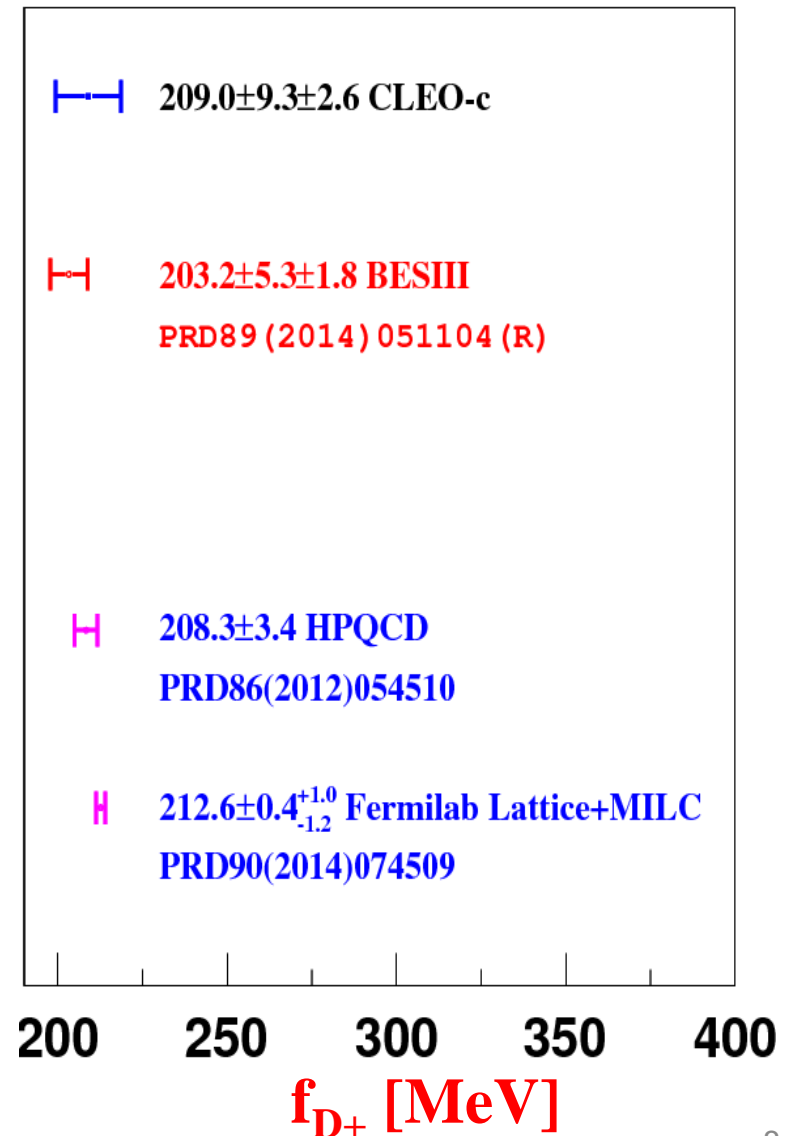 209.0±9.3±2.6 CLEO-c
203.2±5.3±1.8 BESIII
PRD89(2014)051104(R)
208.3±3.4 HPQCD
PRD86(2012)054510
212.6±0.4+1.0-1.2 Fermilab Lattice+MILC
PRD90(2014)074509
200 250 300 350 400
fD+ [MeV]